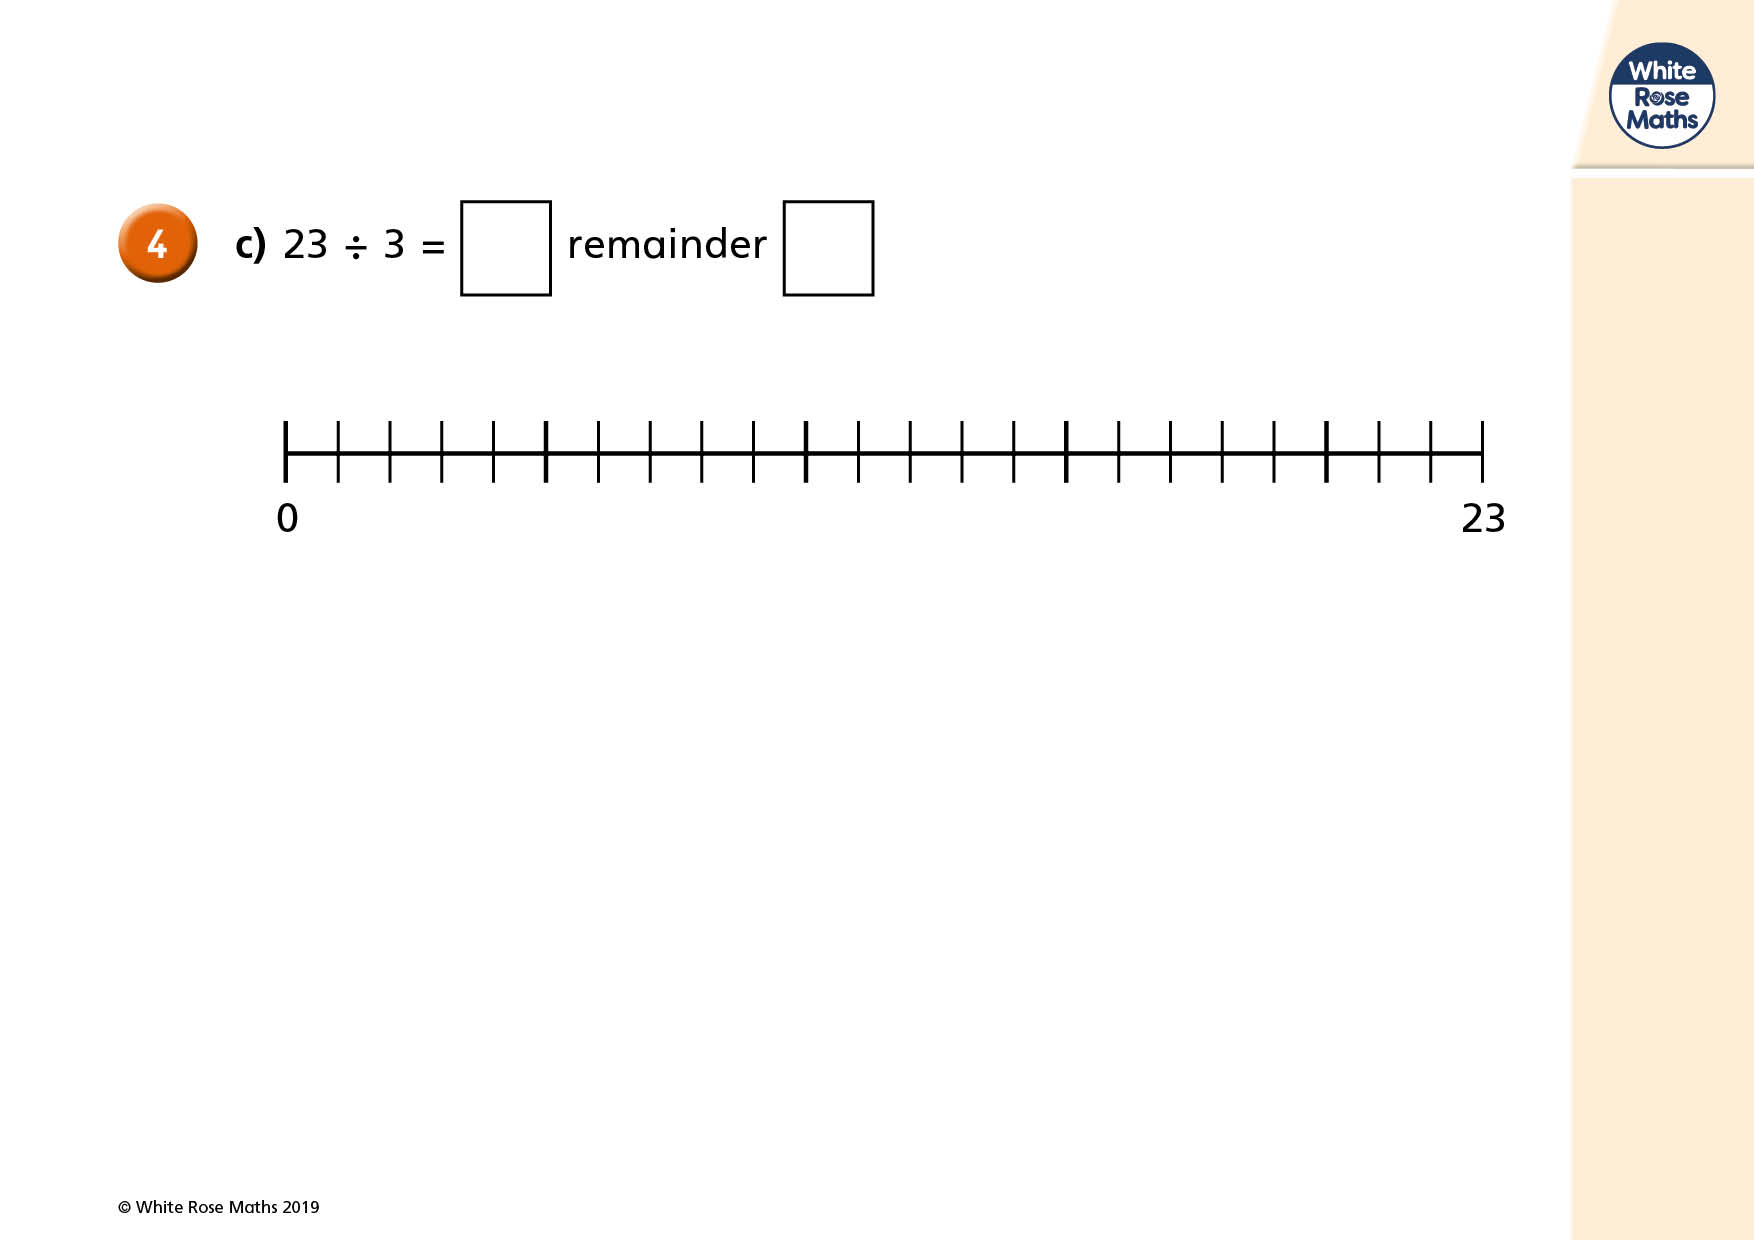 White
Rose
Maths
4 c) 23 ÷ 3 = remainder
0 23
© White Rose Maths 2019